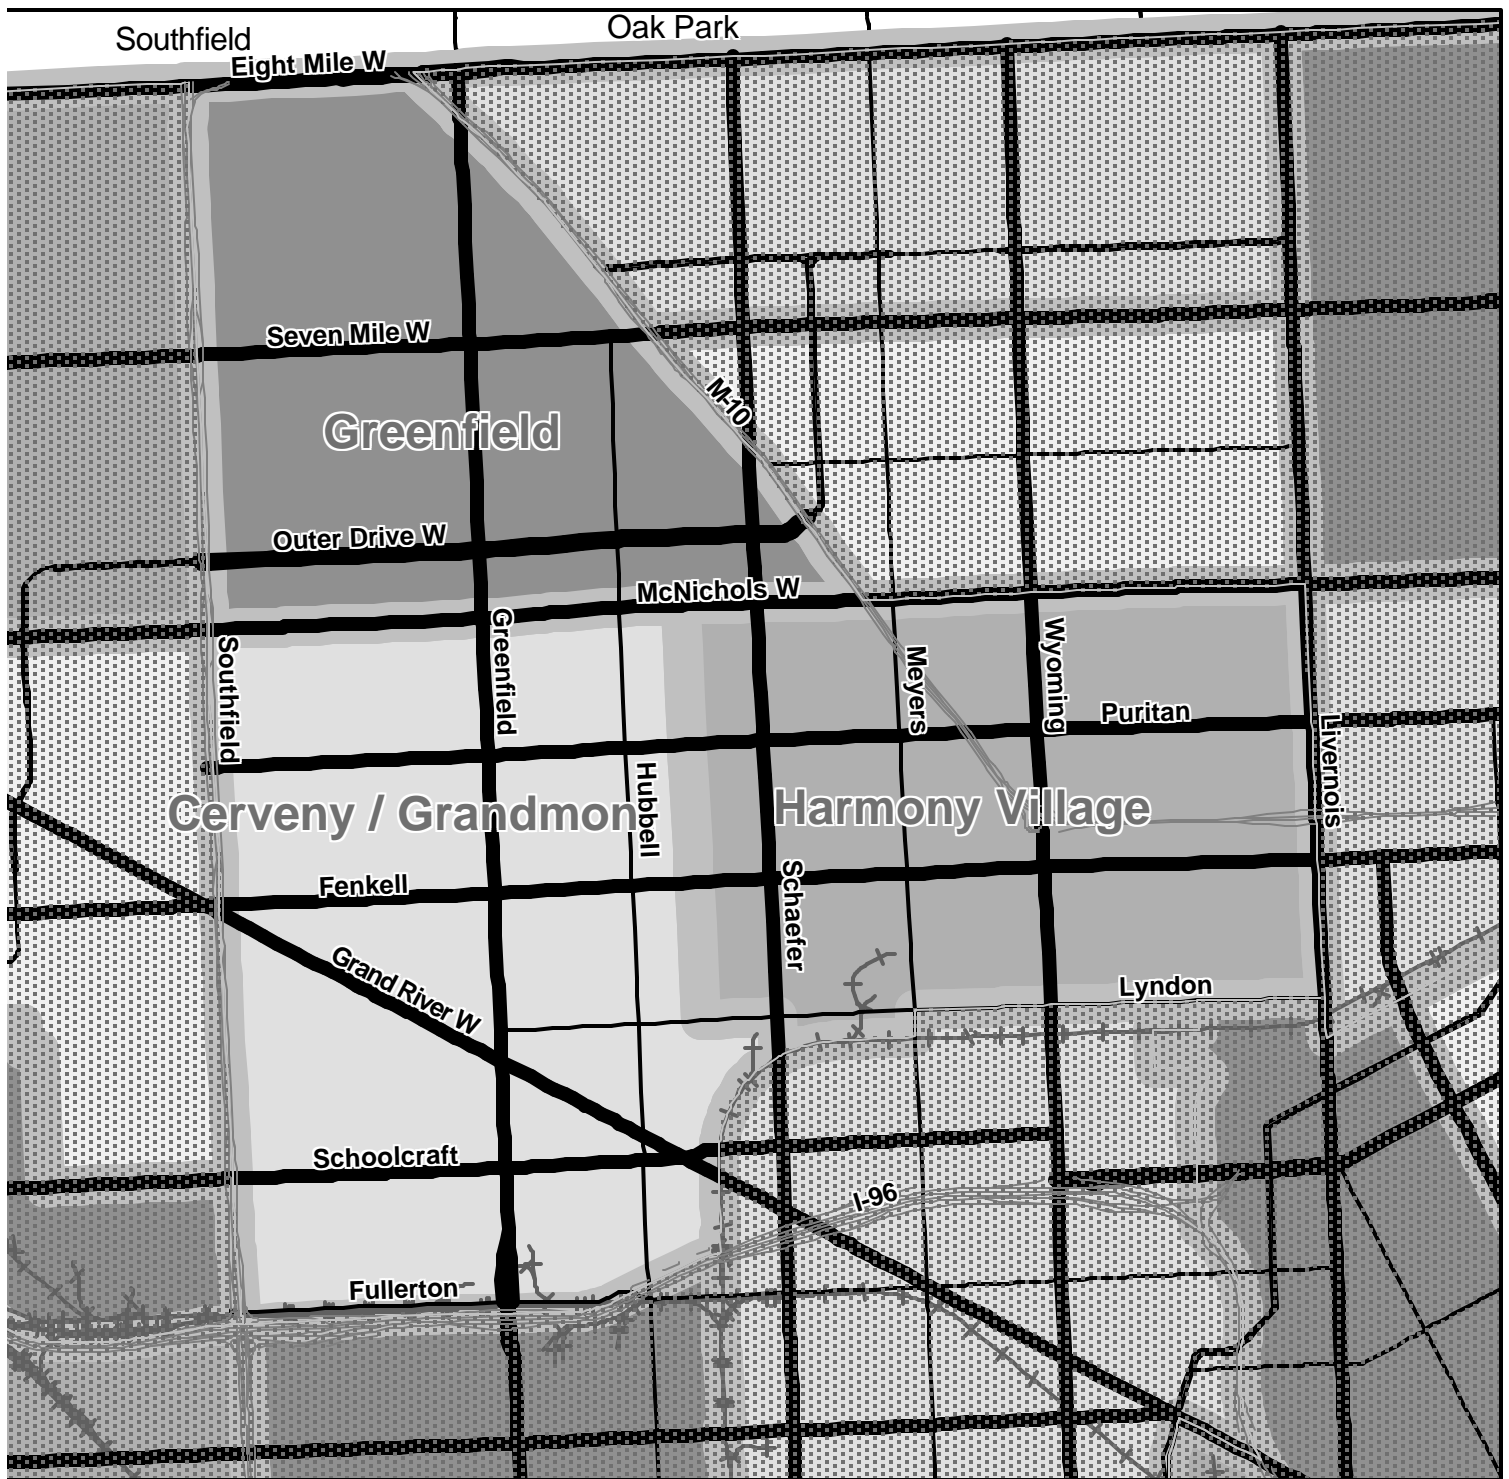 Southfield
Oak Park
Eight Mile W
Seven Mile W
M-10
Greenfield
Outer Drive W
McNichols W
Southfield
Greenfield
Meyers
Wyoming
Puritan
Livernois
Hubbell
Cerveny / Grandmon
Harmony Village
Schaefer
Fenkell
Grand River W
Lyndon
Schoolcraft
I-96
Fullerton